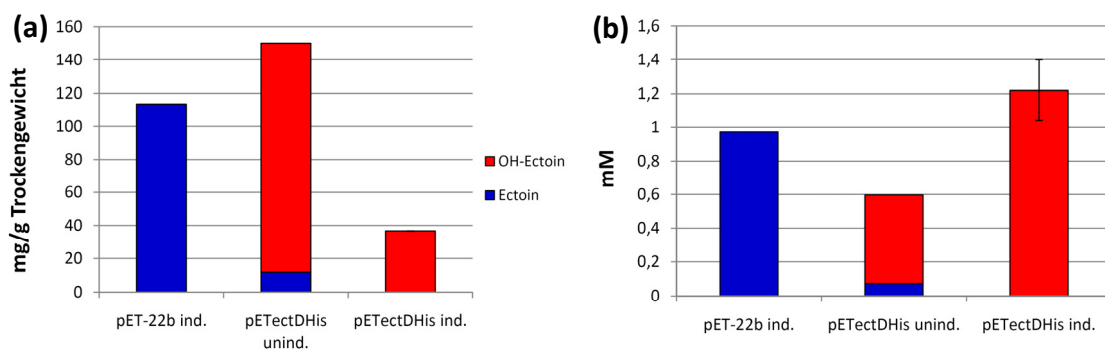 (a)
mg/g Trockengewicht
160
140
120
100
80
60
40
20
0
pET-22b ind.
pETectDHis
unind.
pETectDHis ind.
OH-Ectoin
Ectoin
(b)
mM
1,6
1,4
1,2
1
0,8
0,6
0,4
0,2
0
pET-22b ind.
pETectDHis unind.
pETectDHis ind.